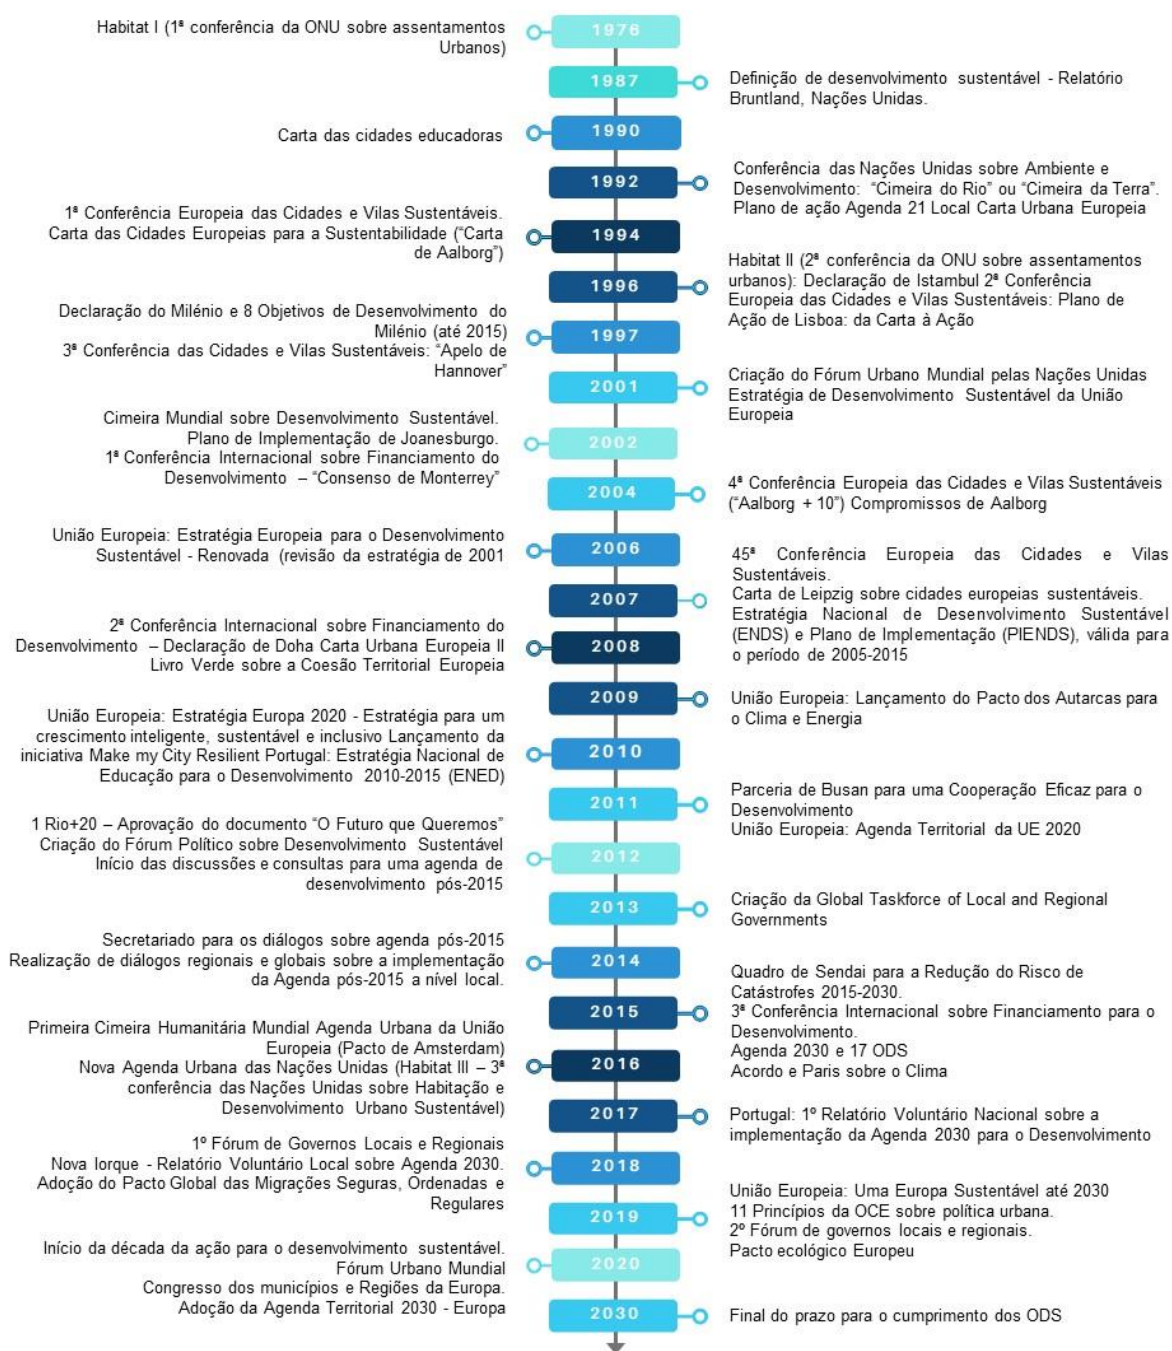 Habitat I (1ª conferência da ONU sobre assentamentos
Urbanos)
1976
1987
Definição de desenvolvimento sustentável - Relatório
Bruntland, Nações Unidas.
Carta das cidades educadoras
1990
1992
Conferência das Nações Unidas sobre Ambiente e
Desenvolvimento: “Cimeira do Rio” ou “Cimeira da Terra”.
Plano de ação Agenda 21 Local Carta Urbana Europeia
1ª Conferência Europeia das Cidades e Vilas Sustentáveis.
Carta das Cidades Europeias para a Sustentabilidade (“Carta
de Aalborg”)
1994
1996
Habitat II (2ª conferência da ONU sobre assentamentos
urbanos): Declaração de Istambul 2ª Conferência
Europeia das Cidades e Vilas Sustentáveis: Plano de
Ação de Lisboa: da Carta à Ação
Declaração do Milénio e 8 Objetivos de Desenvolvimento do
Milénio (até 2015)
3ª Conferência das Cidades e Vilas Sustentáveis: “Apelo de
Hannover”
1997
2001
Criação do Fórum Urbano Mundial pelas Nações Unidas
Estratégia de Desenvolvimento Sustentável da União
Europeia
Cimeira Mundial sobre Desenvolvimento Sustentável.
Plano de Implementação de Joanesburgo.
1ª Conferência Internacional sobre Financiamento do
Desenvolvimento – “Consenso de Monterrey”
2002
2004
4ª Conferência Europeia das Cidades e Vilas Sustentáveis
(“Aalborg + 10”) Compromissos de Aalborg
União Europeia: Estratégia Europeia para o Desenvolvimento
Sustentável - Renovada (revisão da estratégia de 2001
2006
2007
45ª Conferência Europeia das Cidades e Vilas
Sustentáveis.
Carta de Leipzig sobre cidades europeias sustentáveis.
Estratégia Nacional de Desenvolvimento Sustentável
(ENDS) e Plano de Implementação (PIENDS), válida para
o período de 2005-2015
2ª Conferência Internacional sobre Financiamento do
Desenvolvimento – Declaração de Doha Carta Urbana Europeia II
Livro Verde sobre a Coesão Territorial Europeia
2008
2009
União Europeia: Lançamento do Pacto dos Autarcas para
o Clima e Energia
União Europeia: Estratégia Europa 2020 - Estratégia para um
crescimento inteligente, sustentável e inclusivo Lançamento da
iniciativa Make my City Resilient Portugal: Estratégia Nacional de
Educação para o Desenvolvimento 2010-2015 (ENED)
2010
2011
Parceria de Busan para uma Cooperação Eficaz para o
Desenvolvimento
União Europeia: Agenda Territorial da UE 2020
1 Rio+20 – Aprovação do documento “O Futuro que Queremos”
Criação do Fórum Político sobre Desenvolvimento Sustentável
Início das discussões e consultas para uma agenda de
desenvolvimento pós-2015
2012
2013
Criação da Global Taskforce of Local and Regional
Governments
Secretariado para os diálogos sobre agenda pós-2015
Realização de diálogos regionais e globais sobre a implementação
da Agenda pós-2015 a nível local.
2014
2015
Quadro de Sendai para a Redução do Risco de
Catástrofes 2015-2030.
3ª Conferência Internacional sobre Financiamento para o
Desenvolvimento.
Agenda 2030 e 17 ODS
Acordo e Paris sobre o Clima
Primeira Cimeira Humanitária Mundial Agenda Urbana da União
Europeia (Pacto de Amsterdam)
Nova Agenda Urbana das Nações Unidas (Habitat III – 3ª
conferência das Nações Unidas sobre Habitação e
Desenvolvimento Urbano Sustentável)
2016
2017
Portugal: 1º Relatório Voluntário Nacional sobre a
implementação da Agenda 2030 para o Desenvolvimento
1º Fórum de Governos Locais e Regionais
Nova Iorque - Relatório Voluntário Local sobre Agenda 2030.
Adoção do Pacto Global das Migrações Seguras, Ordenadas e
Regulares
2018
2019
União Europeia: Uma Europa Sustentável até 2030
11 Princípios da OCE sobre política urbana.
2º Fórum de governos locais e regionais.
Pacto ecológico Europeu
Início da década da ação para o desenvolvimento sustentável.
Fórum Urbano Mundial
Congresso dos municípios e Regiões da Europa.
Adoção da Agenda Territorial 2030 - Europa
2020
2030
Final do prazo para o cumprimento dos ODS